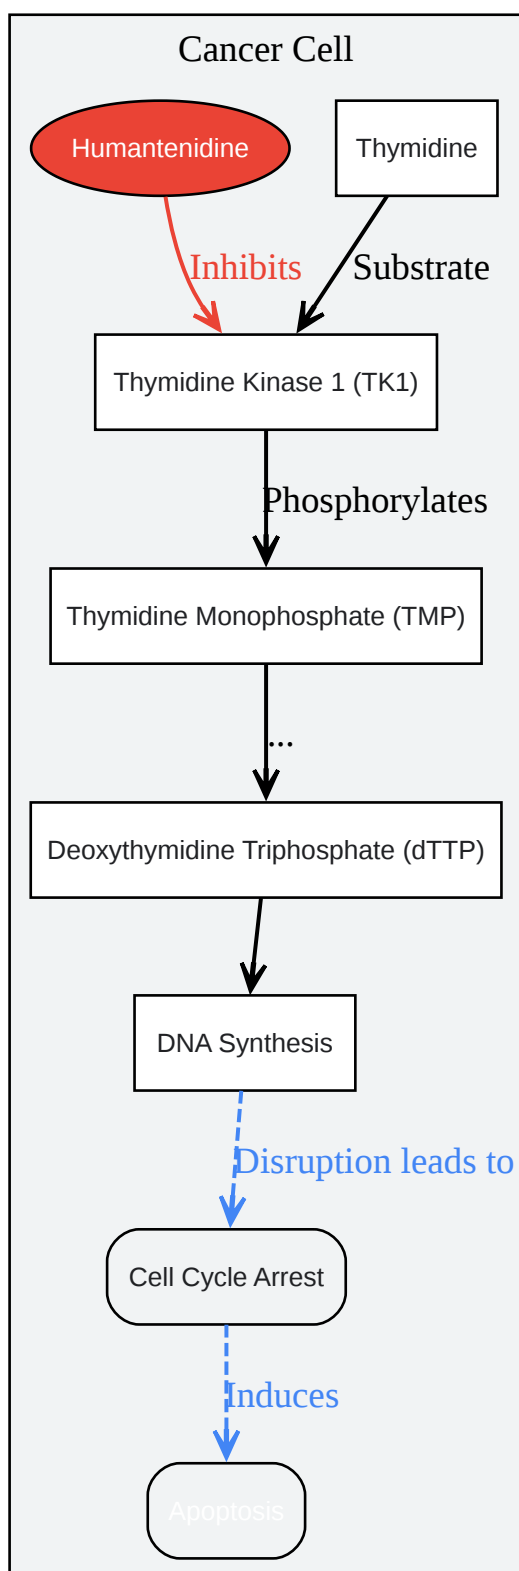 Cancer Cell
Humantenidine
Thymidine
Inhibits
Substrate
Thymidine Kinase 1 (TK1)
Phosphorylates
Thymidine Monophosphate (TMP)
...
Deoxythymidine Triphosphate (dTTP)
DNA Synthesis
Disruption leads to
Cell Cycle Arrest
Induces
Apoptosis